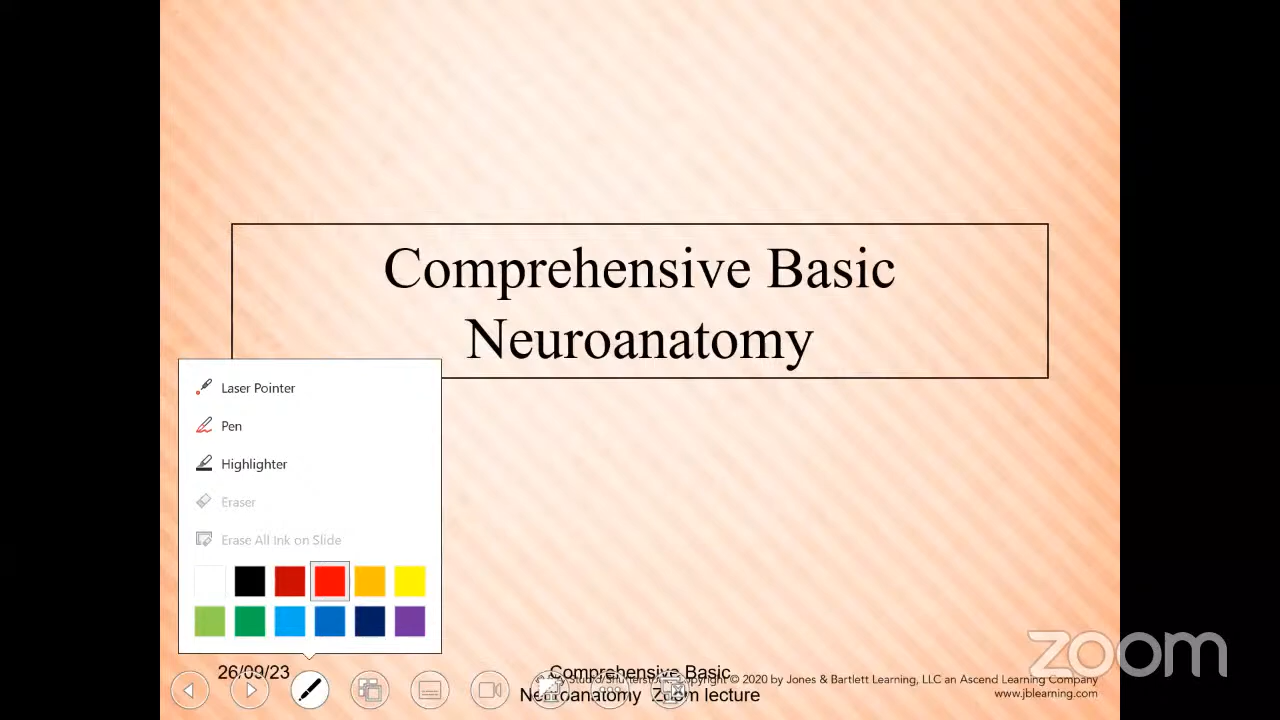 Comprehensive Basic
Neuroanatomy
Laser Pointer
Pen
Highlighter
Eraser
Erase All Ink on Slide
zoom
26/09/23
Comprehensive Basic
Neuroanatomy Zoom lecture
Copyright © 2020 by Jones & Bartlett Learning, LLC an Ascend Learning Company
www.jblearning.com